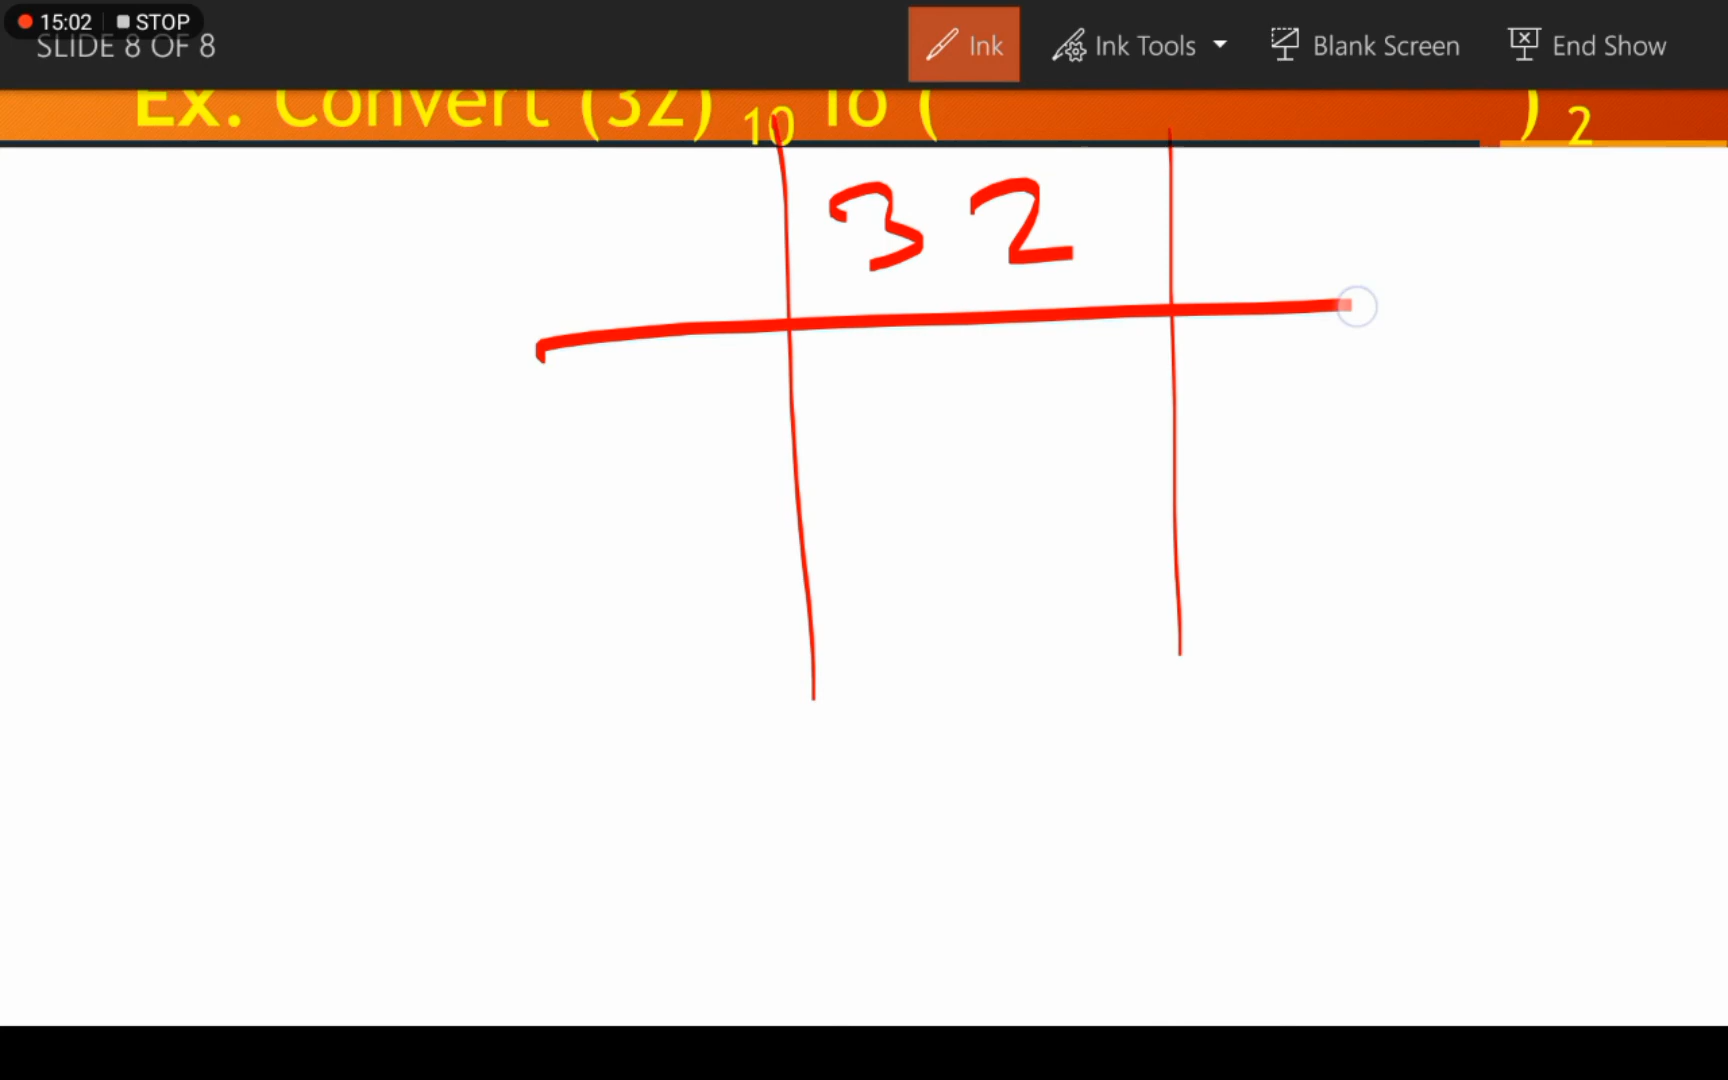 15:02 STOP
SLIDE 8 OF 8
Ink
Ink Tools
Blank Screen
End Show
Ex. Convert (32) 10 To ( ) 2
32